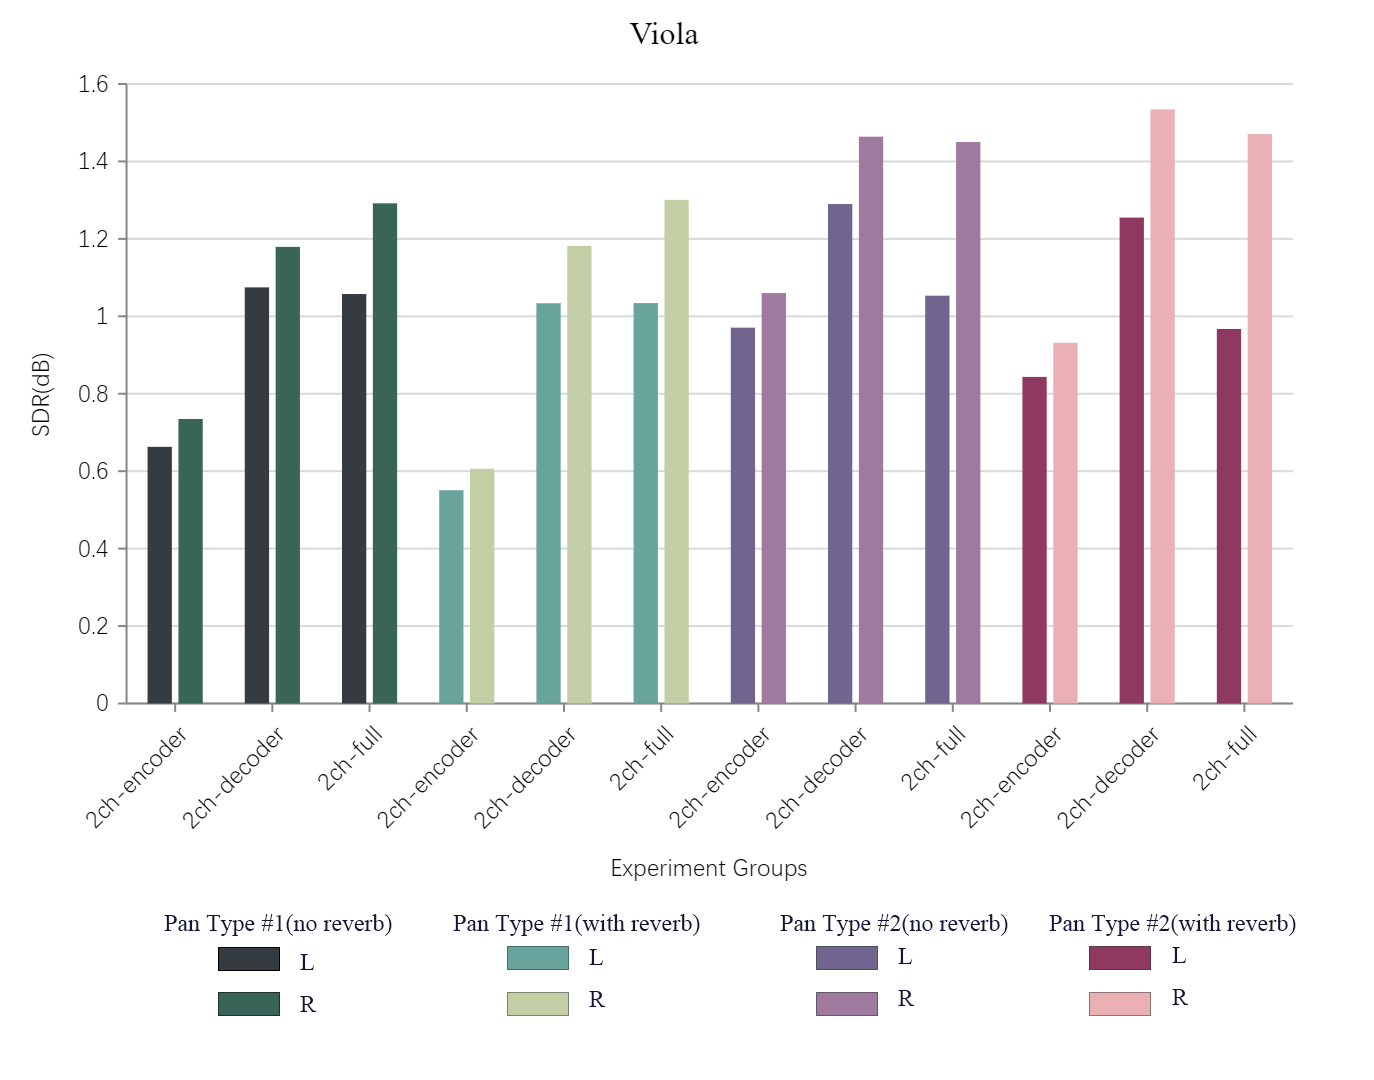 Viola
1.6
1.4
1.2
1
0.8
0.6
0.4
0.2
0
SDR(dB)
2ch-encoder
2ch-decoder
2ch-full
2ch-encoder
2ch-decoder
2ch-full
2ch-encoder
2ch-decoder
2ch-full
2ch-encoder
2ch-decoder
2ch-full
Experiment Groups
Pan Type #1(no reverb)
L
R
Pan Type #1(with reverb)
L
R
Pan Type #2(no reverb)
L
R
Pan Type #2(with reverb)
L
R